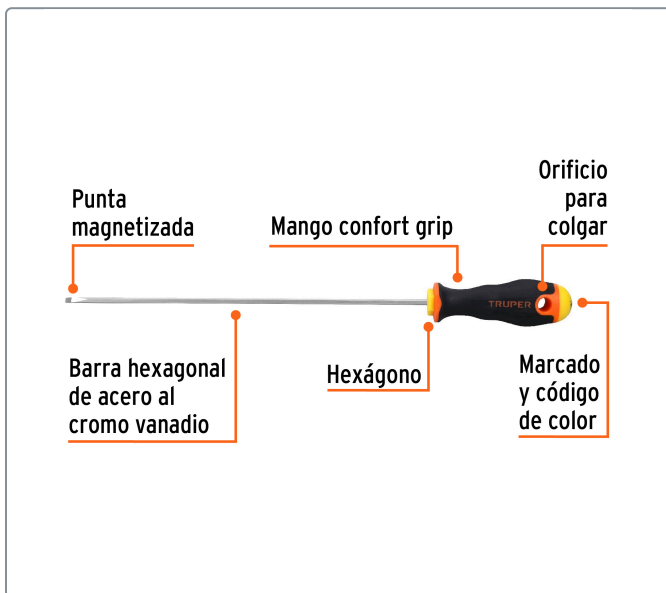 Punta
magnetizada
Mango confort grip
Orificio
para
colgar
TRUPER
Barra hexagonal
de acero al
cromo vanadio
Hexágono
Marcado
y código
de color